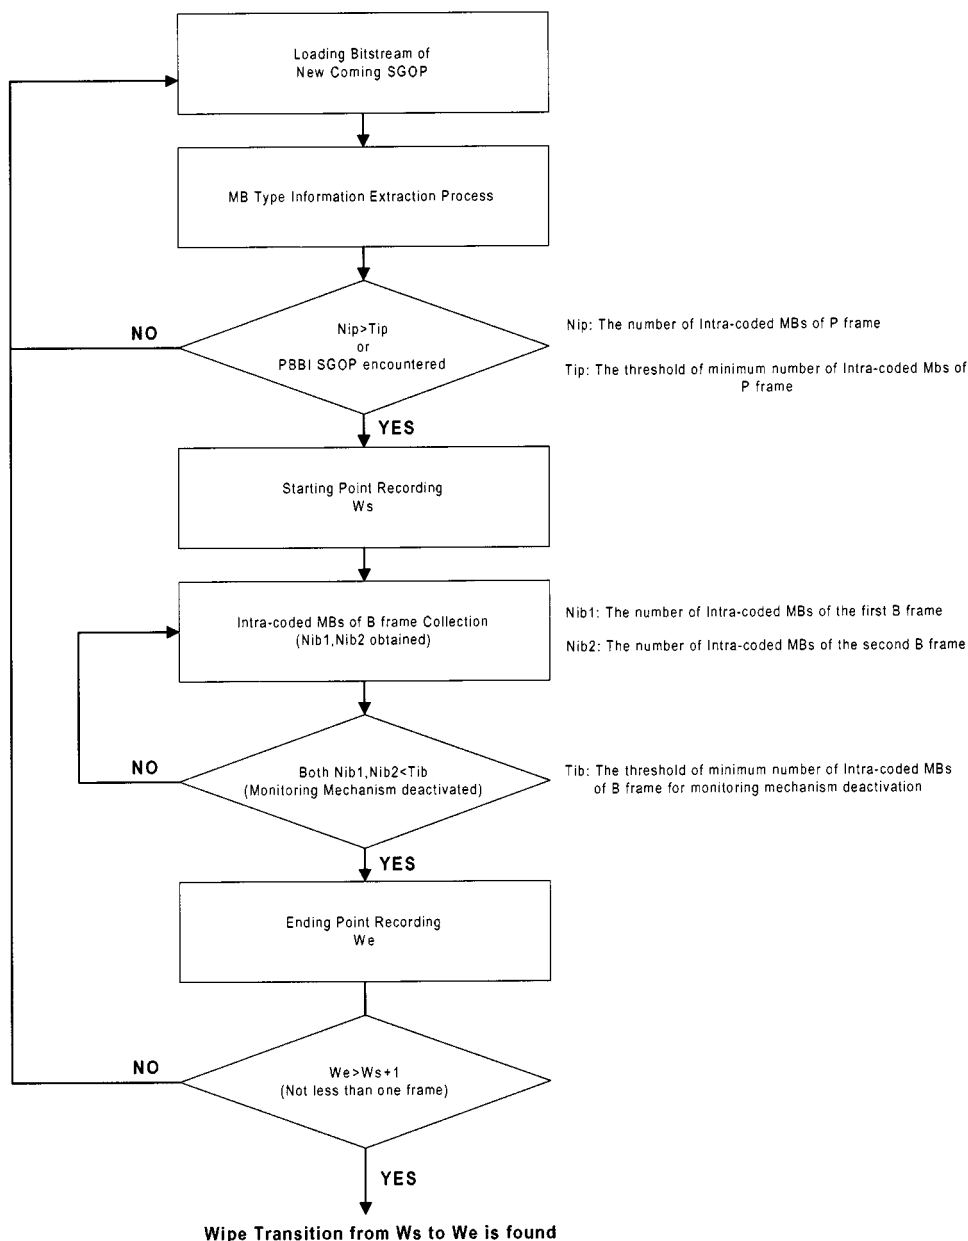 Loading Bitstream of
New Coming SGOP
MB Type Information Extraction Process
NO
Nip>Tip
or
PBBI SGOP encountered
Nip: The number of Intra-coded MBs of P frame
Tip: The threshold of minimum number of Intra-coded Mbs of
P frame
YES
Starting Point Recording
Ws
Intra-coded MBs of B frame Collection
(Nib1,Nib2 obtained)
Nib1: The number of Intra-coded MBs of the first B frame
Nib2: The number of Intra-coded MBs of the second B frame
NO
Both Nib1,Nib2<Tib
(Monitoring Mechanism deactivated)
Tib: The threshold of minimum number of Intra-coded MBs
of B frame for monitoring mechanism deactivation
YES
Ending Point Recording
We
NO
We>Ws+1
(Not less than one frame)
YES
Wipe Transition from Ws to We is found